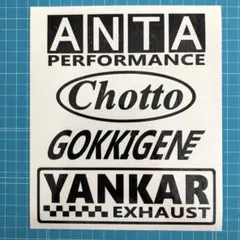 ANTA
PERFORMANCE
Chotto
GOKKIGENE
YANKAR
EXHAUST